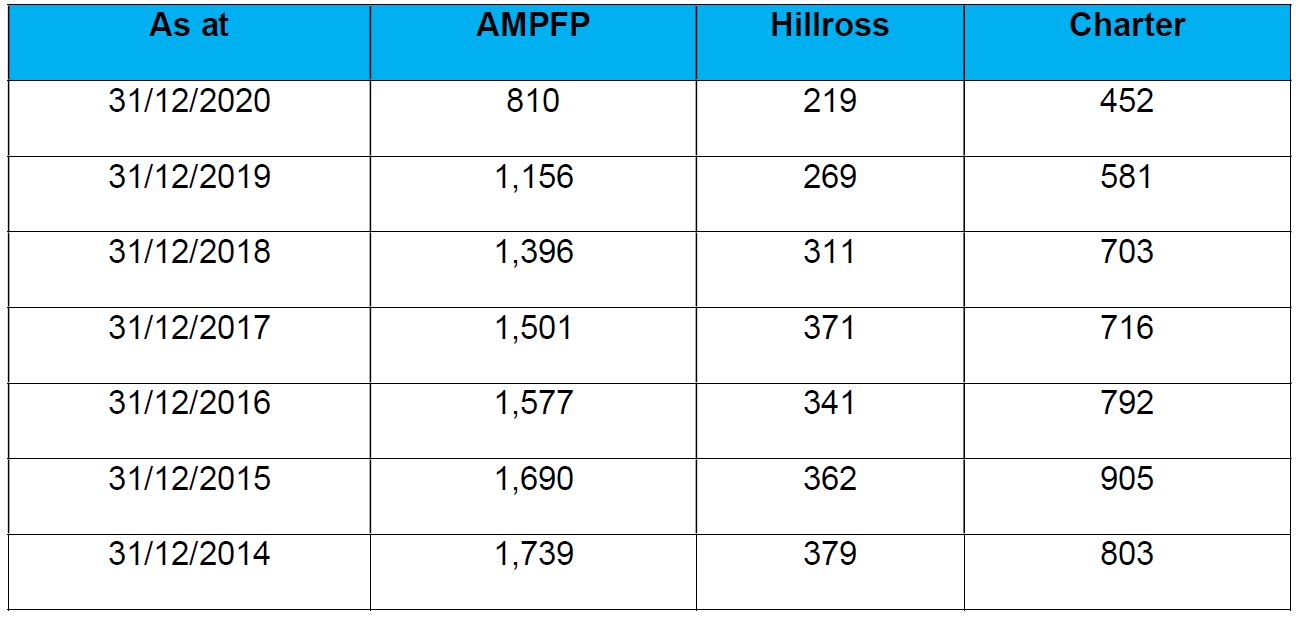 As at AMPFP Hillross Charter
31/12/2020 810 219 452
31/12/2019 1,156 269 581
31/12/2018 1,396 311 703
31/12/2017 1,501 371 716
31/12/2016 1,577 341 792
31/12/2015 1,690 362 905
31/12/2014 1,739 379 803